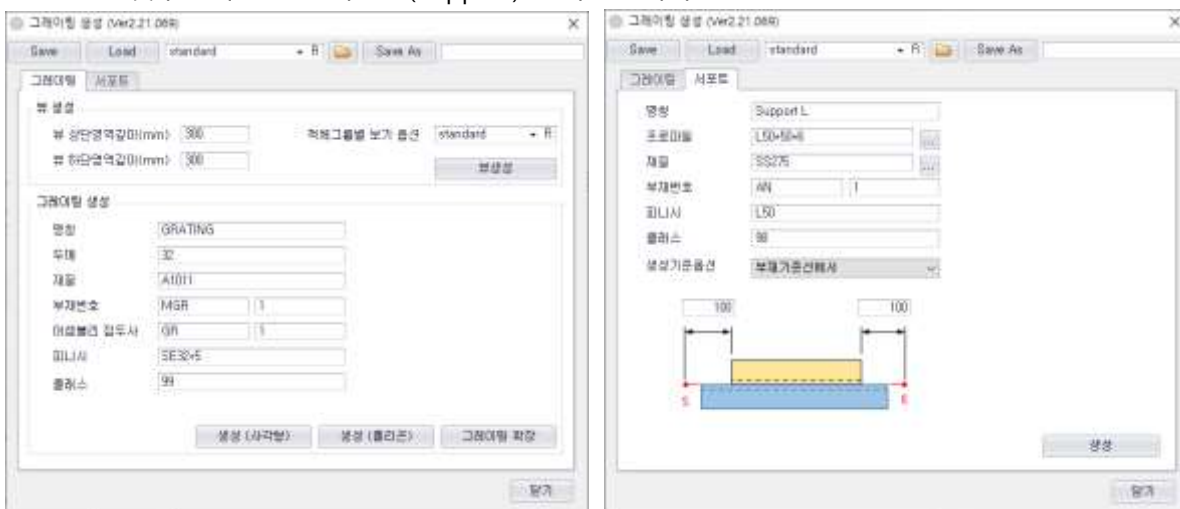 그레이팅 생성 (Ver2.21.069)
Save Load standard R Save As
그레이팅 서포트
뷰 생성
뷰 상단영역깊이(mm) 300 객체그룹별 보기 옵션 standard R
뷰 하단영역깊이(mm) 300 뷰생성
그레이팅 생성
명칭 GRATING
두께 32
재질 A1011
부재번호 MGR 1
어셈블리 접두사 GR 1
피니시 SE32*5
클래스 99
생성 (사각형) 생성 (폴리곤) 그레이팅 확장
닫기
그레이팅 생성 (Ver2.21.069)
Save Load standard R Save As
그레이팅 서포트
명칭 Support L
프로파일 L50*50*6 ...
재질 SS275 ...
부재번호 AN 1
피니시 L50
클래스 98
생성기준옵션 부재기준선에서
100 100
S E
생성
닫기